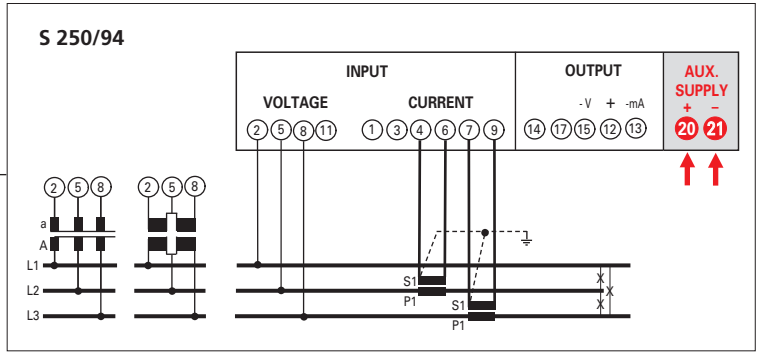 S 250/94
INPUT OUTPUT AUX. SUPPLY
VOLTAGE CURRENT - V + -mA + –
2 5 8 11 1 3 4 6 7 9 14 17 15 12 13 20 21
2 5 8 2 5 8
a
A
L1
S1
L2
P1
S1
L3
P1